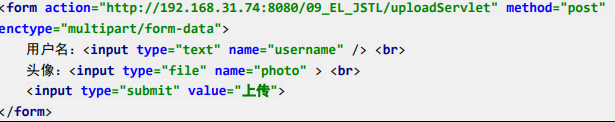 <form action="http://192.168.31.74:8080/09_EL_JSTL/uploadServlet" method="post"
enctype="multipart/form-data">
用户名：<input type="text" name="username" /> <br>
头像：<input type="file" name="photo" > <br>
<input type="submit" value="上传">
</form>